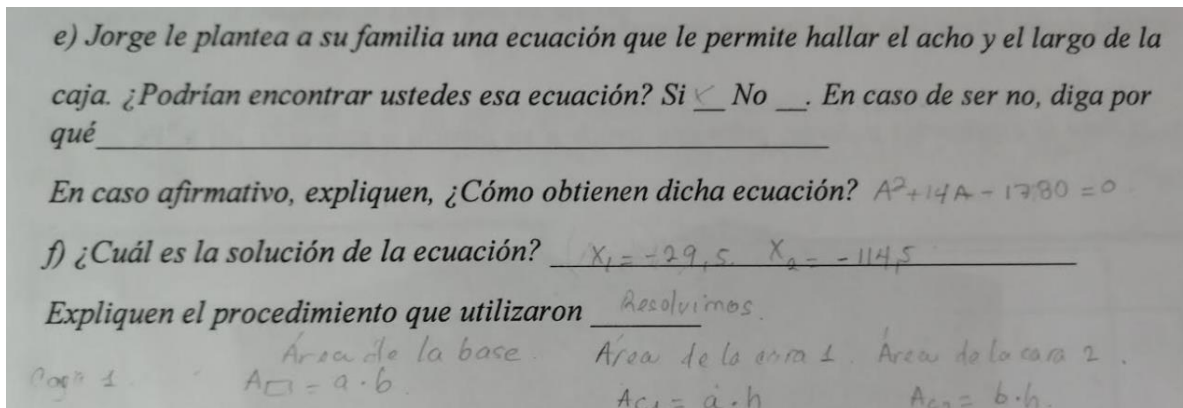 e) Jorge le plantea a su familia una ecuación que le permite hallar el acho y el largo de la
caja. ¿Podrían encontrar ustedes esa ecuación? Si x No __. En caso de ser no, diga por
qué
En caso afirmativo, expliquen, ¿Cómo obtienen dicha ecuación? A²+14A-1780=0.
f) ¿Cuál es la solución de la ecuación? X₁=-29,5. X₂=-114,5
Expliquen el procedimiento que utilizaron Resolvimos.
Área de la base. Área de la cara 1. Área de la cara 2.
1. A▭=a·b. Ac₁=a·h Ac₂=b·h.